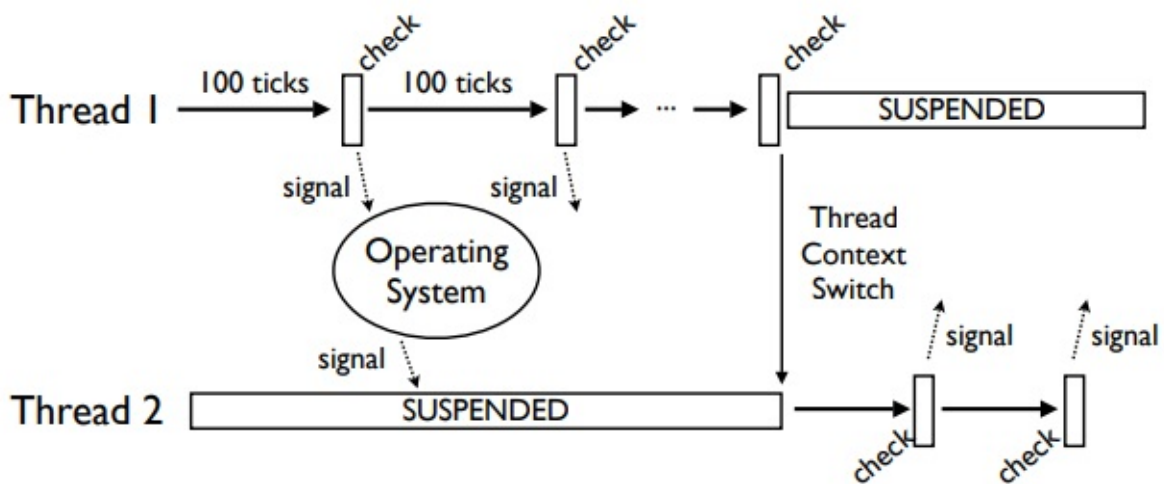 check
check
check
100 ticks
100 ticks
...
Thread 1
SUSPENDED
signal
signal
Operating
System
Thread
Context
Switch
signal
signal
signal
Thread 2
SUSPENDED
check
check